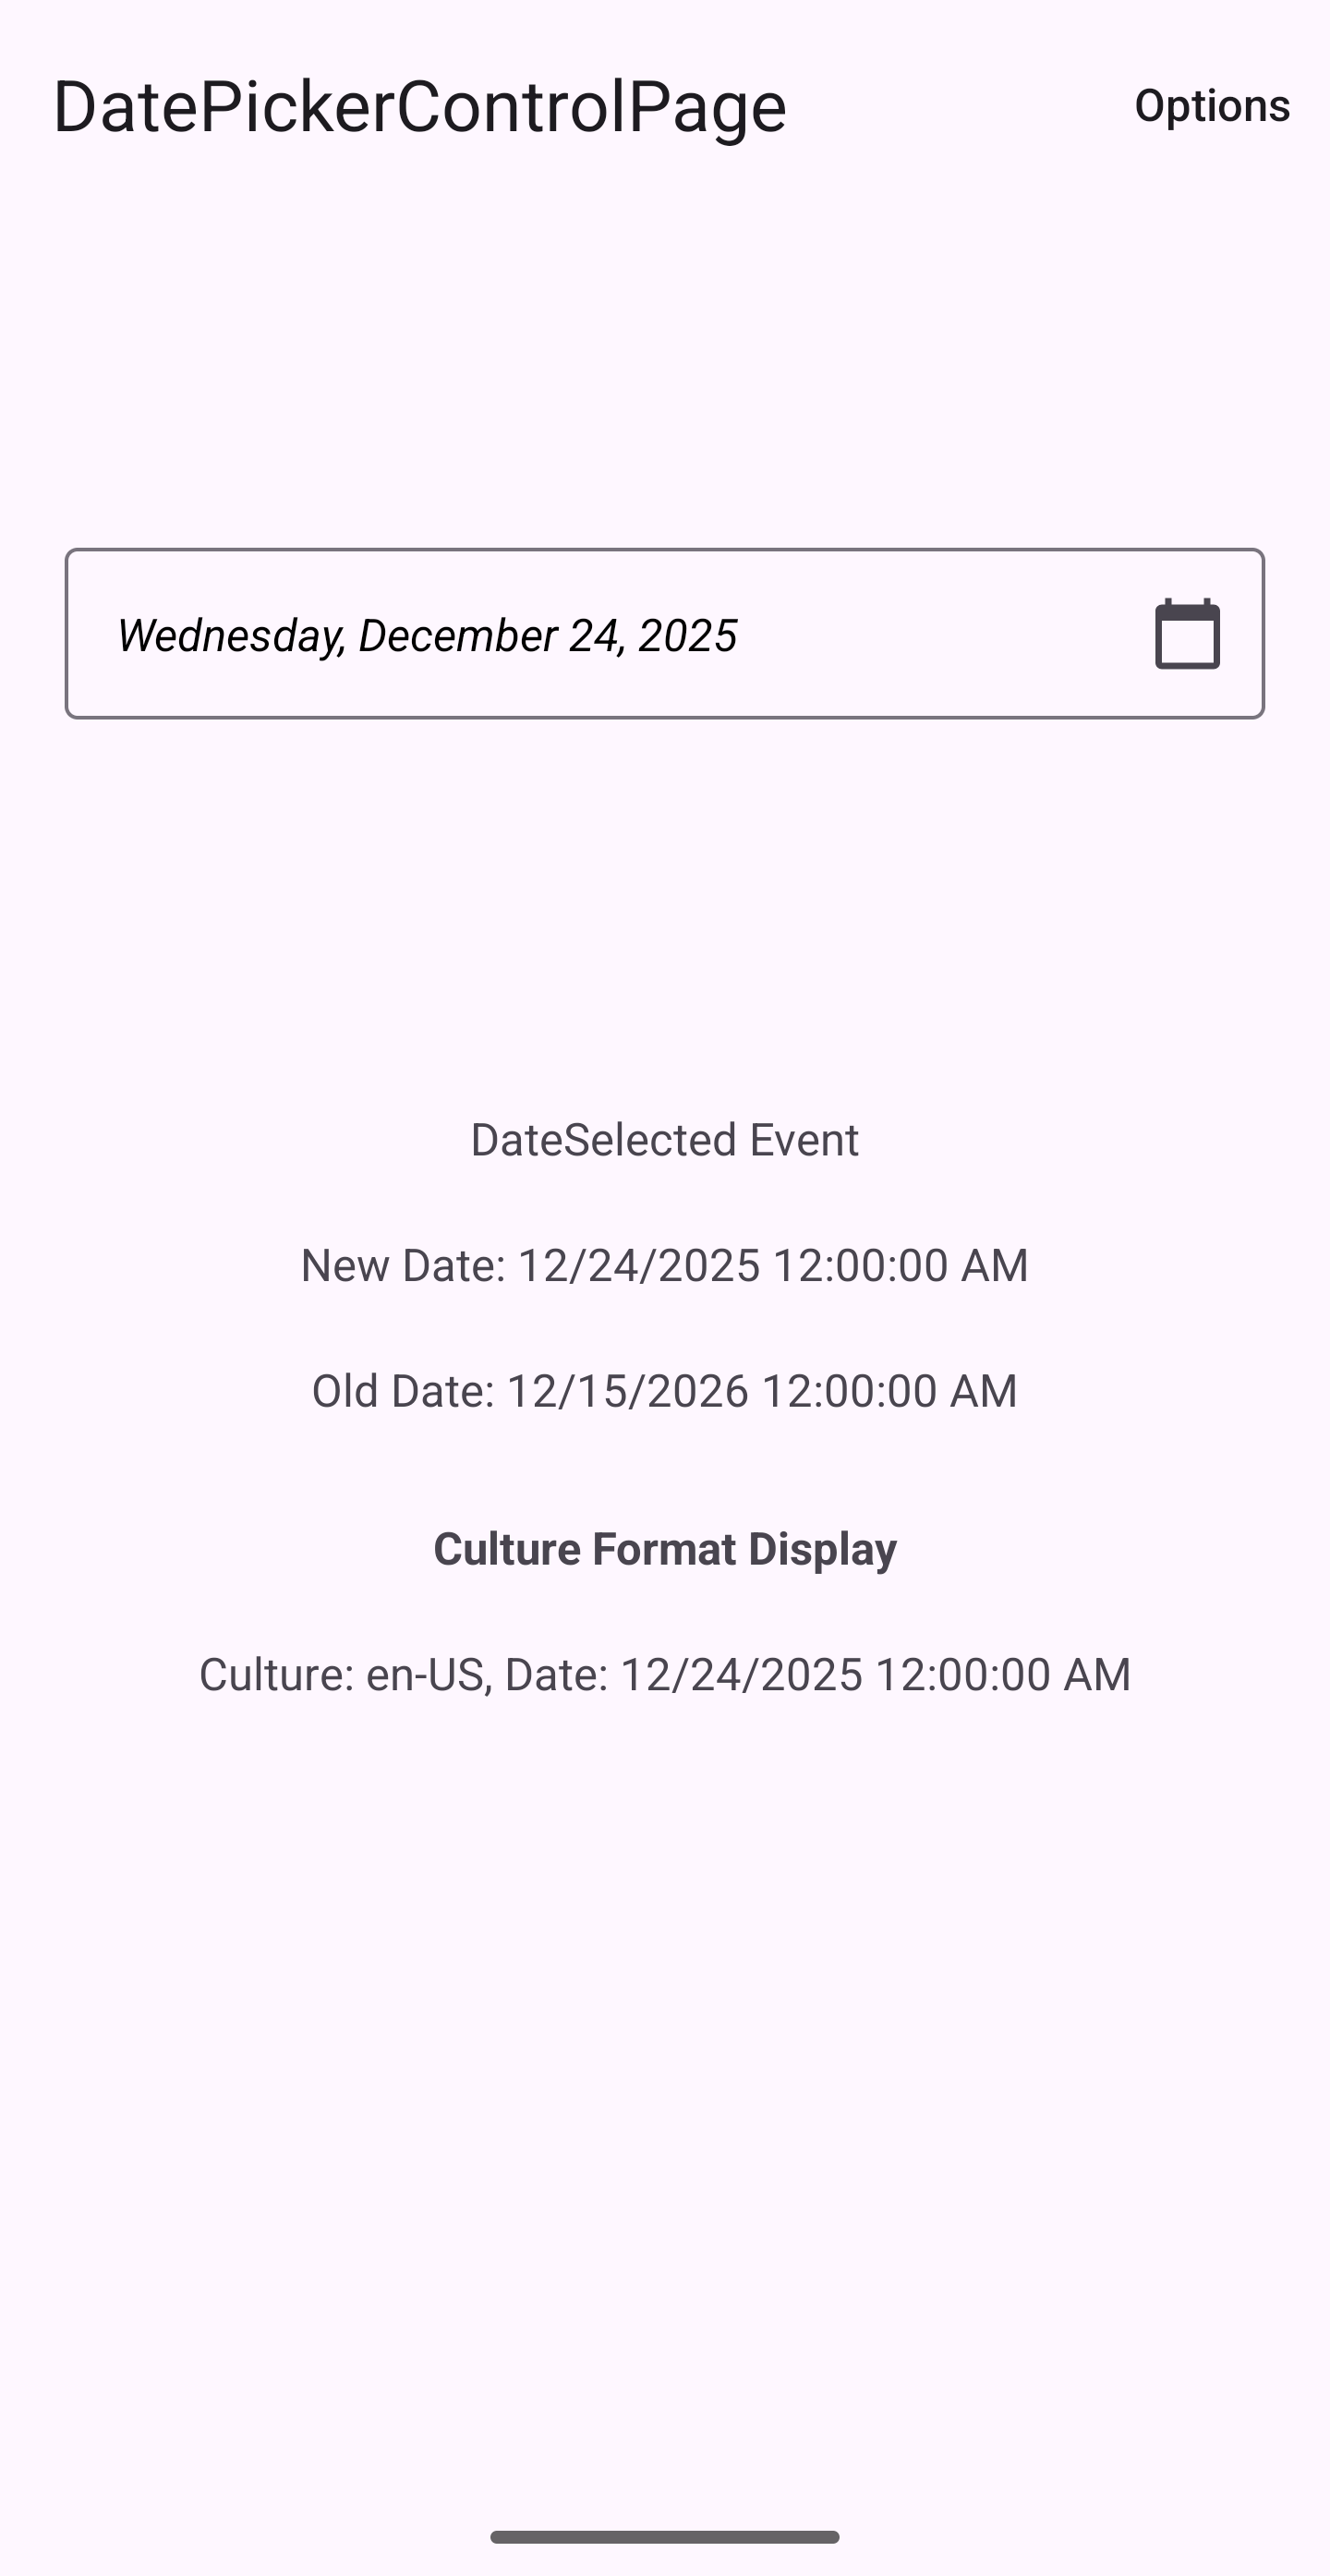 DatePickerControlPage Options
Wednesday, December 24, 2025
DateSelected Event
New Date: 12/24/2025 12:00:00 AM
Old Date: 12/15/2026 12:00:00 AM
Culture Format Display
Culture: en-US, Date: 12/24/2025 12:00:00 AM